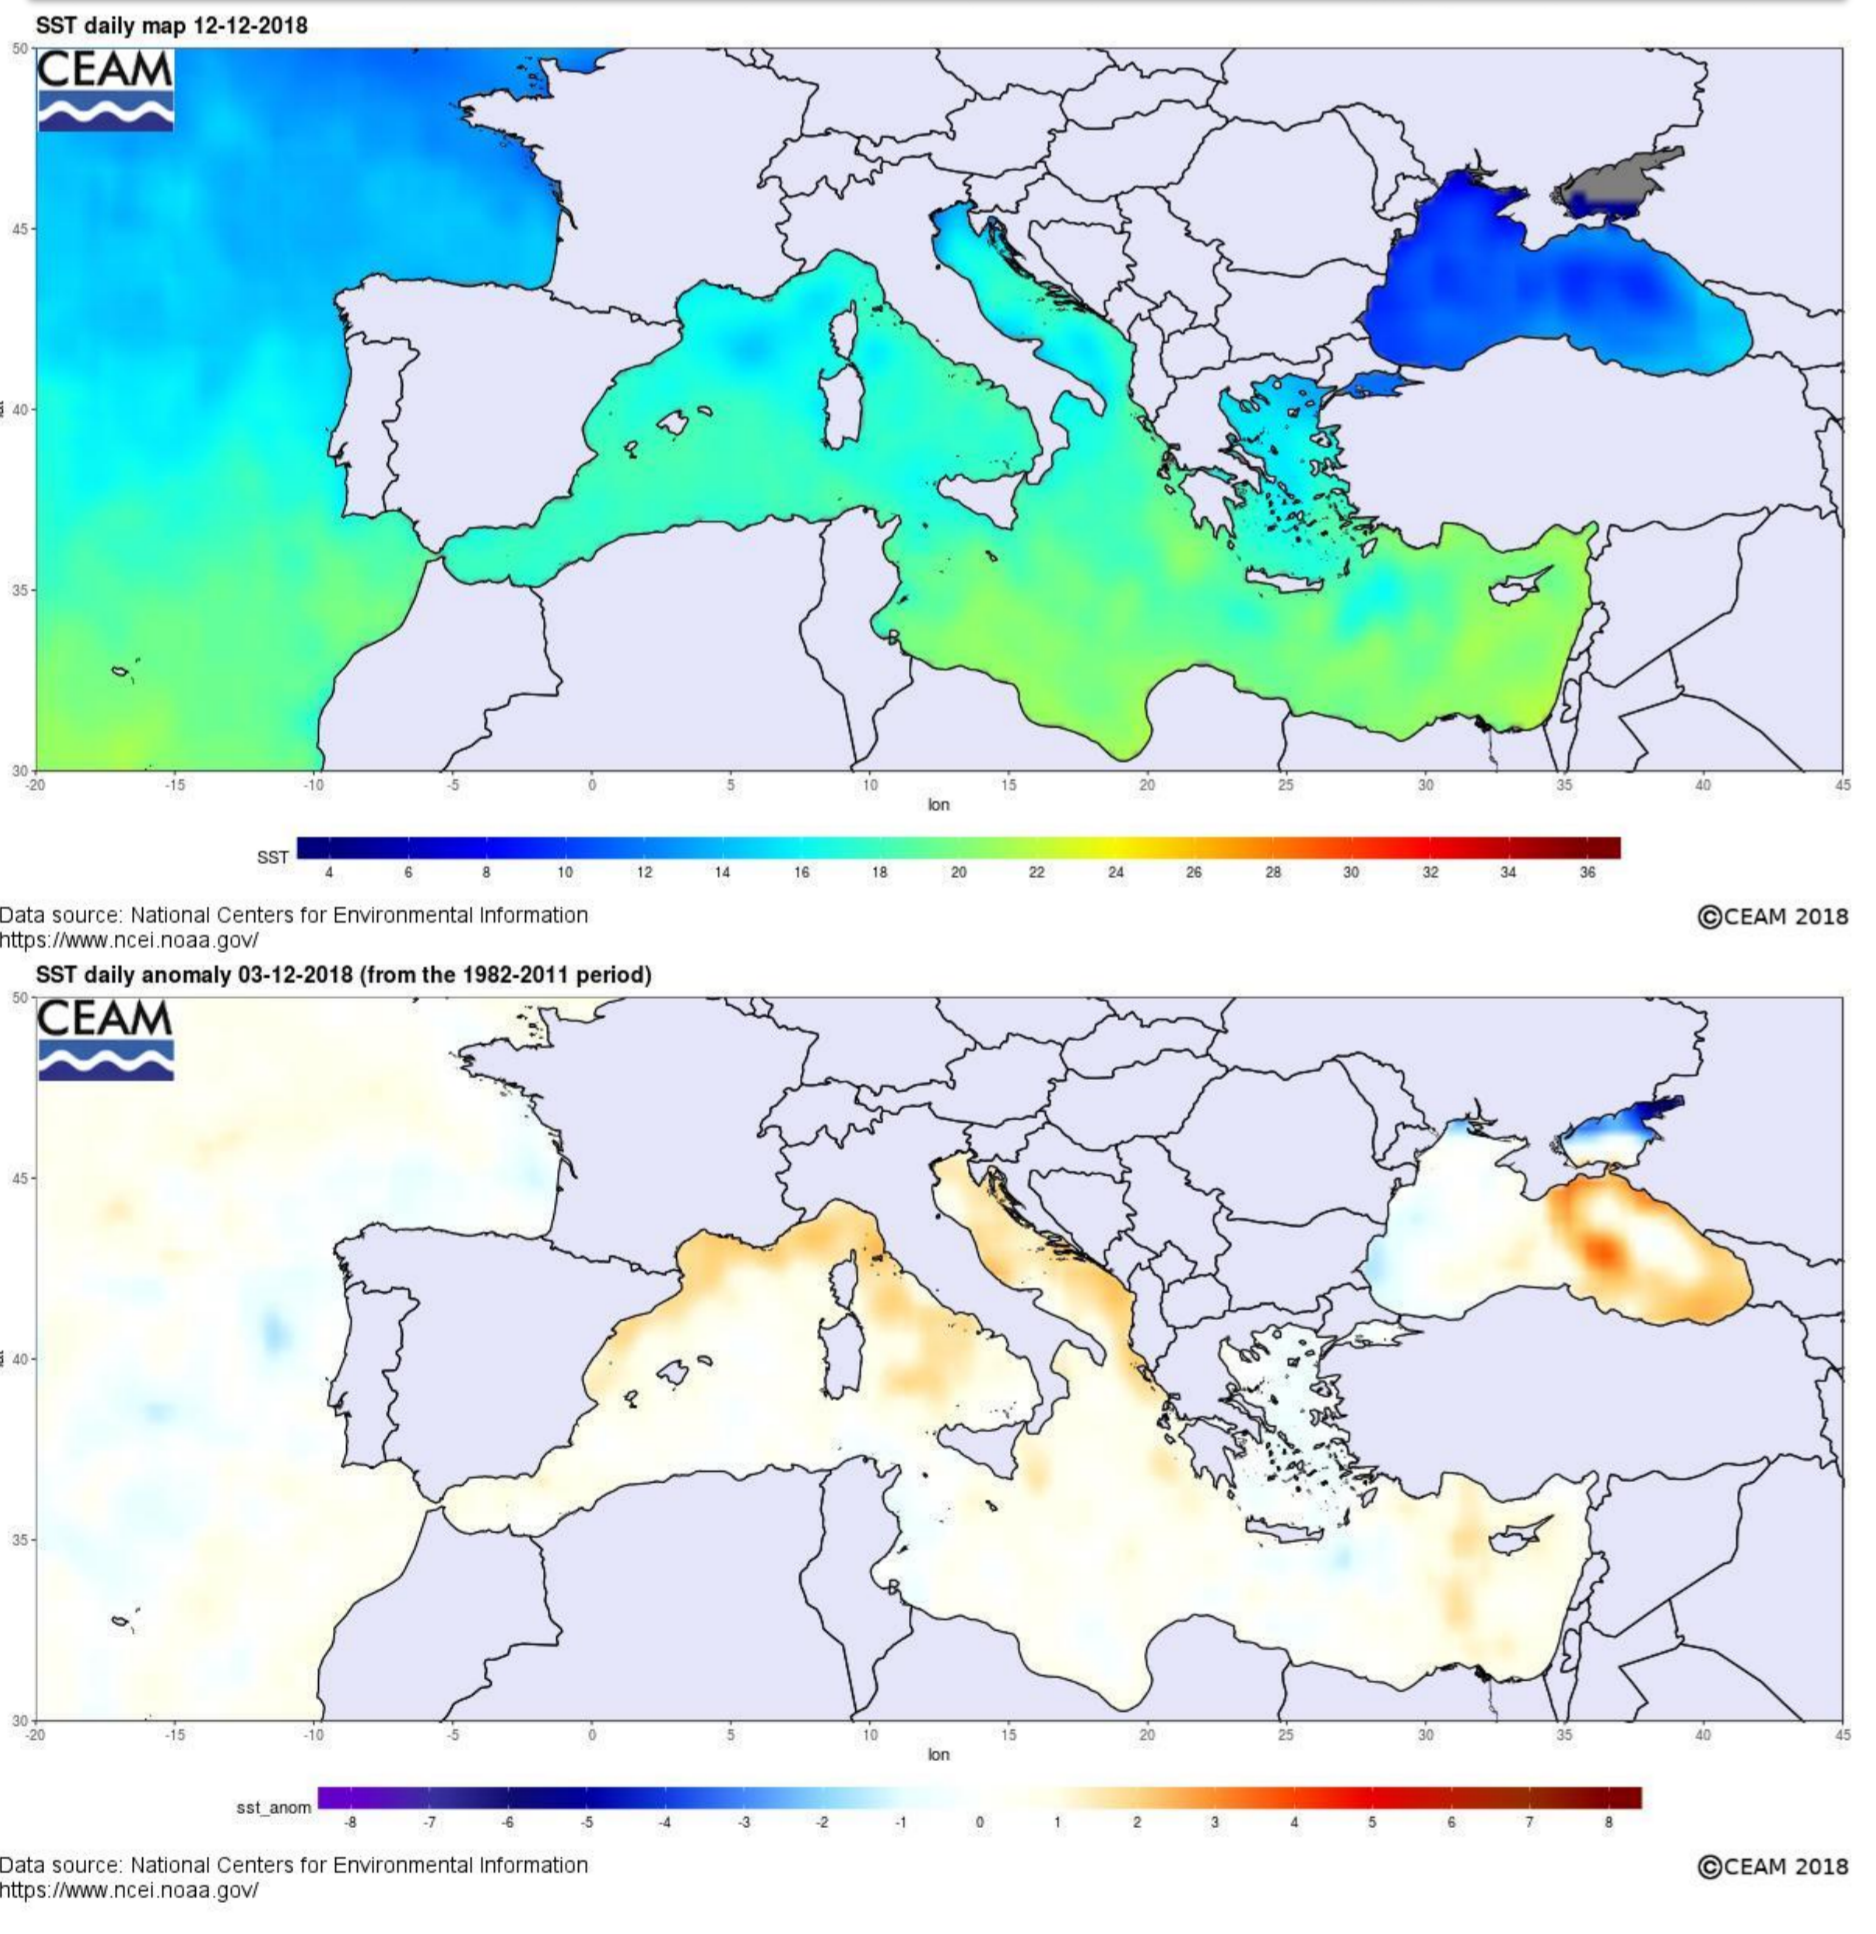 SST daily map 12-12-2018
CEAM
50
45
40
35
30
-20 -15 -10 -5 0 5 10 15 20 25 30 35 40 45
lon
SST 4 6 8 10 12 14 16 18 20 22 24 26 28 30 32 34 36
Data source: National Centers for Environmental Information
https://www.ncei.noaa.gov/
©CEAM 2018
SST daily anomaly 03-12-2018 (from the 1982-2011 period)
CEAM
50
45
40
35
30
-20 -15 -10 -5 0 5 10 15 20 25 30 35 40 45
lon
sst_anom -8 -7 -6 -5 -4 -3 -2 -1 0 1 2 3 4 5 6 7 8
Data source: National Centers for Environmental Information
https://www.ncei.noaa.gov/
©CEAM 2018